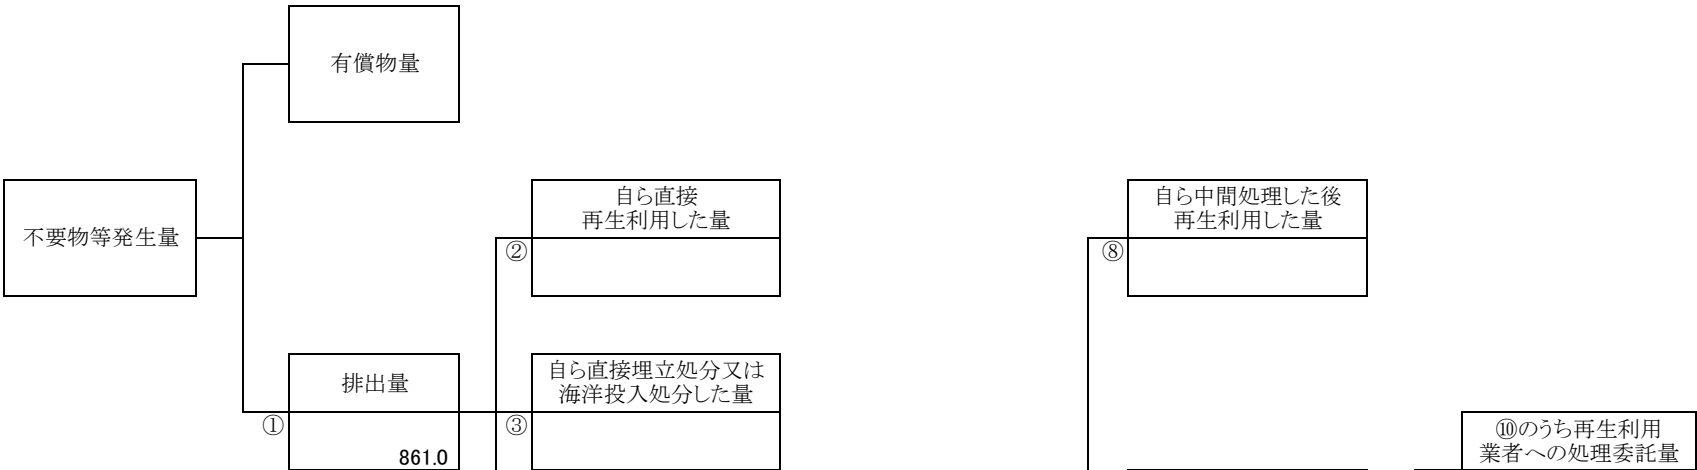 有償物量
不要物等発生量
自ら直接
再生利用した量
②
自ら中間処理した後
再生利用した量
⑧
排出量
①
861.0
自ら直接埋立処分又は
海洋投入処分した量
③
⑩のうち再生利用
業者への処理委託量